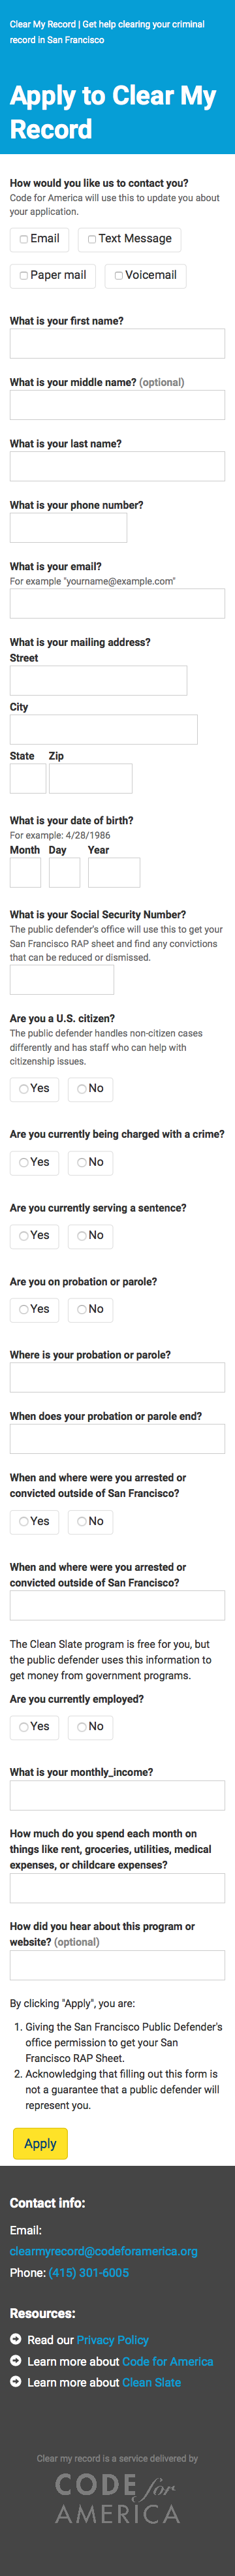 Clear My Record | Get help clearing your criminal
record in San Francisco
Apply to Clear My
Record
How would you like us to contact you?
Code for America will use this to update you about
your application.
Email Text Message
Paper mail Voicemail
What is your first name?
What is your middle name? (optional)
What is your last name?
What is your phone number?
What is your email?
For example "yourname@example.com"
What is your mailing address?
Street
City
State Zip
What is your date of birth?
For example: 4/28/1986
Month Day Year
What is your Social Security Number?
The public defender's office will use this to get your
San Francisco RAP sheet and find any convictions
that can be reduced or dismissed.
Are you a U.S. citizen?
The public defender handles non-citizen cases
differently and has staff who can help with
citizenship issues.
Yes No
Are you currently being charged with a crime?
Yes No
Are you currently serving a sentence?
Yes No
Are you on probation or parole?
Yes No
Where is your probation or parole?
When does your probation or parole end?
When and where were you arrested or
convicted outside of San Francisco?
Yes No
When and where were you arrested or
convicted outside of San Francisco?
The Clean Slate program is free for you, but
the public defender uses this information to
get money from government programs.
Are you currently employed?
Yes No
What is your monthly_income?
How much do you spend each month on
things like rent, groceries, utilities, medical
expenses, or childcare expenses?
How did you hear about this program or
website? (optional)
By clicking "Apply", you are:
1. Giving the San Francisco Public Defender's
office permission to get your San
Francisco RAP Sheet.
2. Acknowledging that filling out this form is
not a guarantee that a public defender will
represent you.
Apply
Contact info:
Email:
clearmyrecord@codeforamerica.org
Phone: (415) 301-6005
Resources:
Read our Privacy Policy
Learn more about Code for America
Learn more about Clean Slate
Clear my record is a service delivered by
CODE for
AMERICA